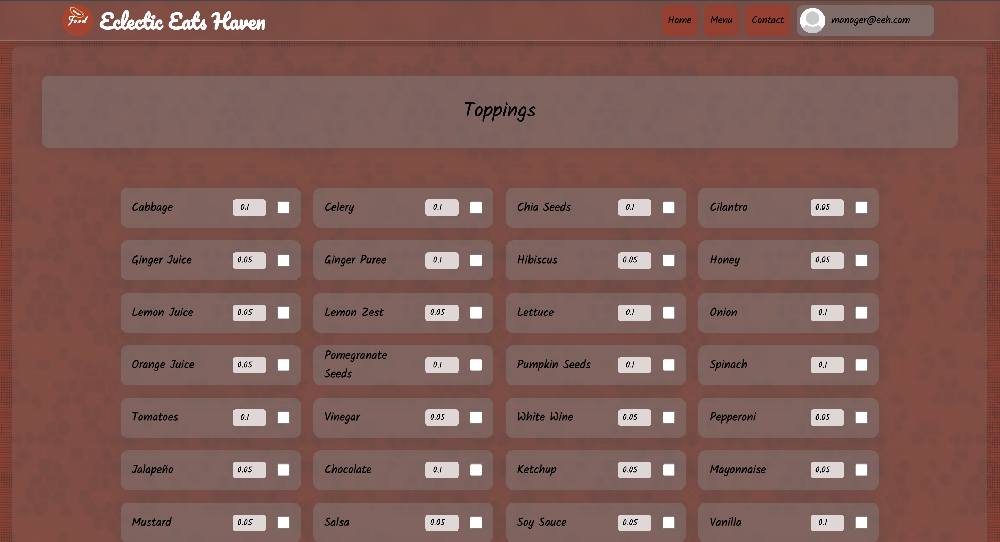 Food
Eclectic Eats Haven
Home
Menu
Contact
manager@eeh.com
Toppings
Cabbage 0.1
Celery 0.1
Chia Seeds 0.1
Cilantro 0.05
Ginger Juice 0.05
Ginger Puree 0.1
Hibiscus 0.05
Honey 0.05
Lemon Juice 0.05
Lemon Zest 0.05
Lettuce 0.1
Onion 0.1
Orange Juice 0.05
Pomegranate
Seeds 0.1
Pumpkin Seeds 0.1
Spinach 0.1
Tomatoes 0.1
Vinegar 0.05
White Wine 0.05
Pepperoni 0.05
Jalapeño 0.05
Chocolate 0.1
Ketchup 0.05
Mayonnaise 0.05
Mustard 0.05
Salsa 0.05
Soy Sauce 0.05
Vanilla 0.1